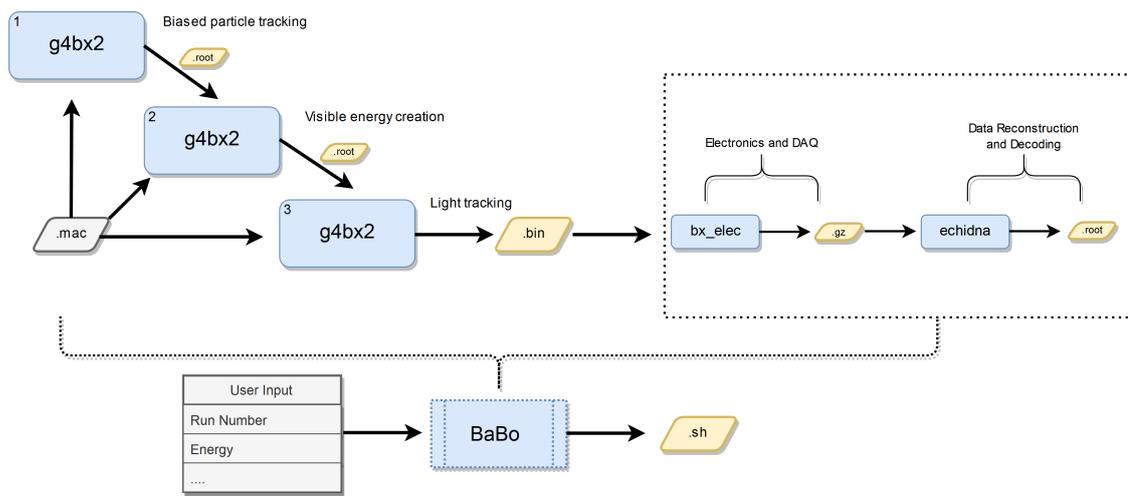 1
g4bx2
Biased particle tracking
.root
2
g4bx2
Visible energy creation
.root
3
g4bx2
Light tracking
.mac
.bin
Electronics and DAQ
Data Reconstruction
and Decoding
bx_elec
.gz
echidna
.root
User Input
Run Number
Energy
....
BaBo
.sh